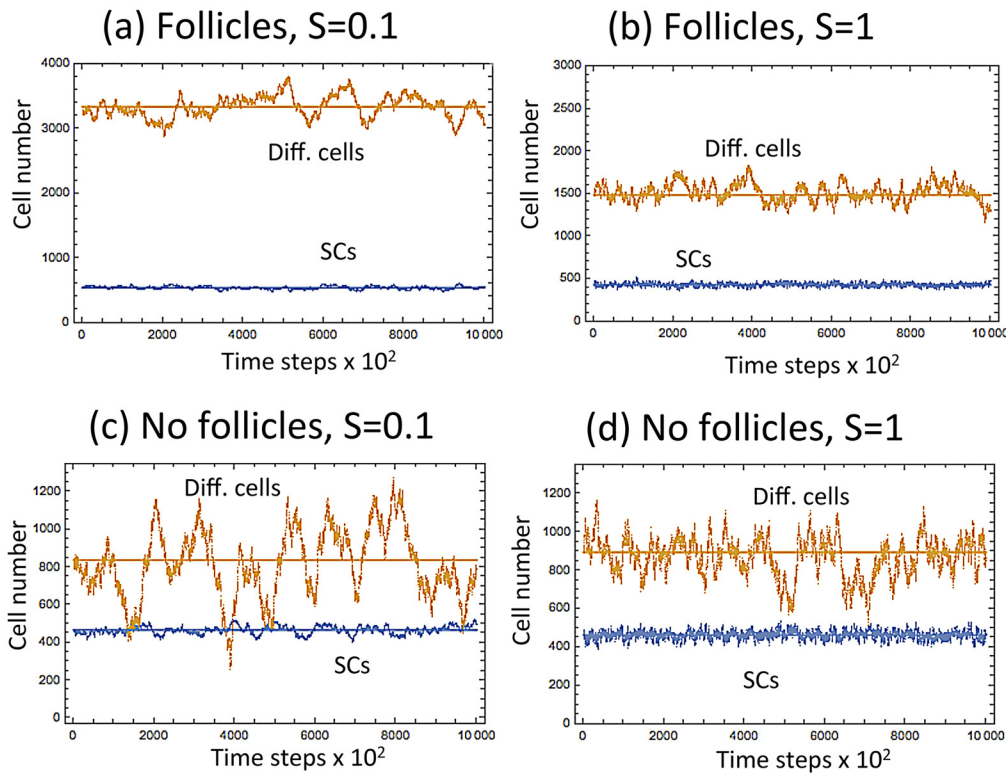 (a) Follicles, S=0.1
Cell number
4000
3000
2000
1000
0
Diff. cells
SCs
0 2000 4000 6000 8000 10 000
Time steps x 10²
(b) Follicles, S=1
Cell number
3000
2500
2000
1500
1000
500
0
Diff. cells
SCs
0 2000 4000 6000 8000 10 000
Time steps x 10²
(c) No follicles, S=0.1
Cell number
1200
1000
800
600
400
200
0
Diff. cells
SCs
0 2000 4000 6000 8000 10 000
Time steps x 10²
(d) No follicles, S=1
Cell number
1200
1000
800
600
400
200
0
Diff. cells
SCs
0 2000 4000 6000 8000 10 000
Time steps x 10²